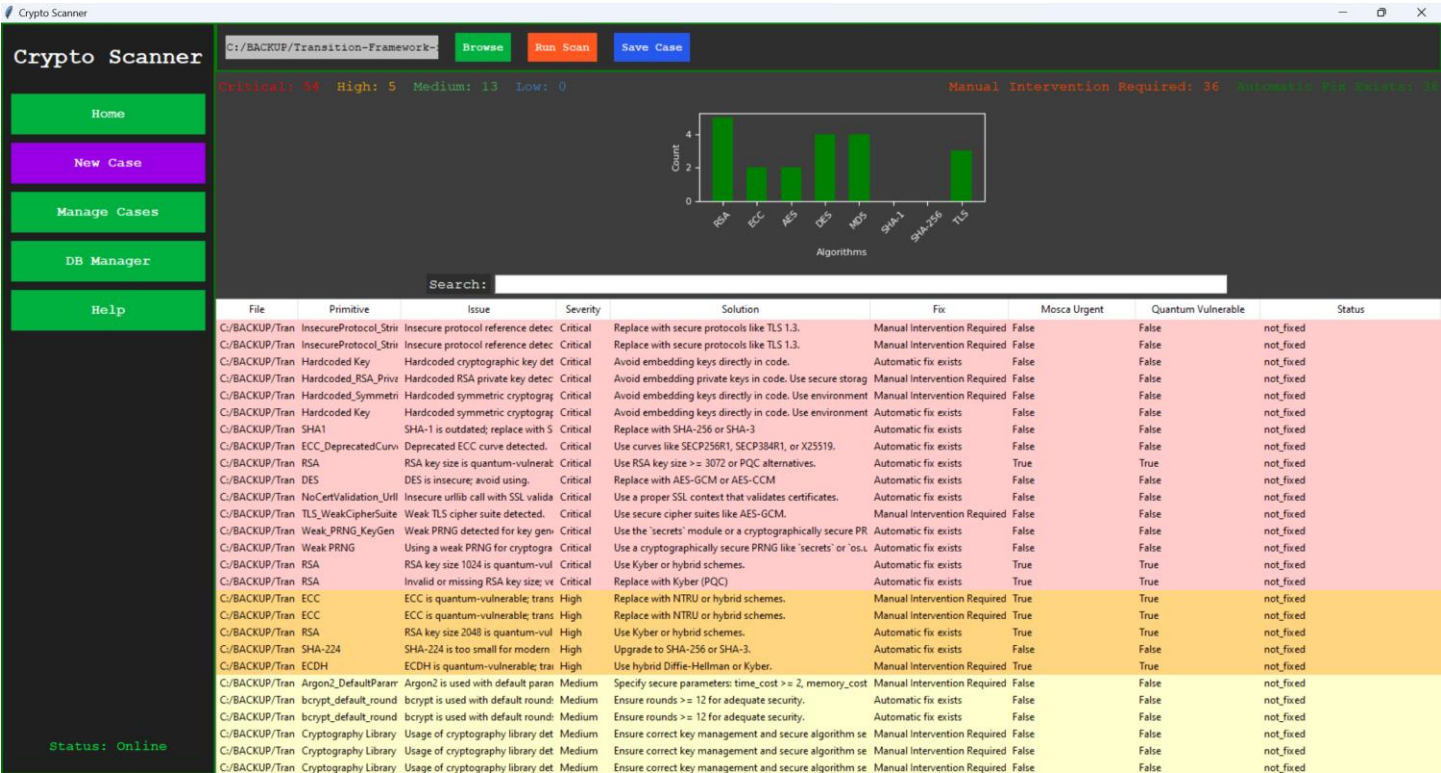 Crypto Scanner
Crypto Scanner
Home
New Case
Manage Cases
DB Manager
Help
Status: Online
C:/BACKUP/Transition-Framework- Browse Run Scan Save Case
Critical: 54 High: 5 Medium: 13 Low: 0 Manual Intervention Required: 36 Automatic Fix Exists:
Count
4
2
0
RSA ECC AES DES MD5 SHA-1 SHA-256 TLS
Algorithms
Search:
File Primitive Issue Severity Solution Fix Mosca Urgent Quantum Vulnerable Status
C:/BACKUP/Tran InsecureProtocol_Stri Insecure protocol reference detec Critical Replace with secure protocols like TLS 1.3. Manual Intervention Required False False not_fixed
C:/BACKUP/Tran InsecureProtocol_Stri Insecure protocol reference detec Critical Replace with secure protocols like TLS 1.3. Manual Intervention Required False False not_fixed
C:/BACKUP/Tran Hardcoded Key Hardcoded cryptographic key det Critical Avoid embedding keys directly in code. Automatic fix exists False False not_fixed
C:/BACKUP/Tran Hardcoded_RSA_Priva Hardcoded RSA private key detec Critical Avoid embedding private keys in code. Use secure storag Manual Intervention Required False False not_fixed
C:/BACKUP/Tran Hardcoded_Symmetri Hardcoded symmetric cryptograp Critical Avoid embedding keys directly in code. Use environment Manual Intervention Required False False not_fixed
C:/BACKUP/Tran Hardcoded Key Hardcoded symmetric cryptograp Critical Avoid embedding keys directly in code. Use environment Automatic fix exists False False not_fixed
C:/BACKUP/Tran SHA1 SHA-1 is outdated; replace with S Critical Replace with SHA-256 or SHA-3 Automatic fix exists False False not_fixed
C:/BACKUP/Tran ECC_DeprecatedCurv Deprecated ECC curve detected. Critical Use curves like SECP256R1, SECP384R1, or X25519. Automatic fix exists False False not_fixed
C:/BACKUP/Tran RSA RSA key size is quantum-vulnerab Critical Use RSA key size >= 3072 or PQC alternatives. Automatic fix exists True True not_fixed
C:/BACKUP/Tran DES DES is insecure; avoid using. Critical Replace with AES-GCM or AES-CCM Automatic fix exists False False not_fixed
C:/BACKUP/Tran NoCertValidation_Urll Insecure urllib call with SSL valida Critical Use a proper SSL context that validates certificates. Automatic fix exists False False not_fixed
C:/BACKUP/Tran TLS_WeakCipherSuite Weak TLS cipher suite detected. Critical Use secure cipher suites like AES-GCM. Manual Intervention Required False False not_fixed
C:/BACKUP/Tran Weak_PRNG_KeyGen Weak PRNG detected for key gen Critical Use the `secrets` module or a cryptographically secure PR Automatic fix exists False False not_fixed
C:/BACKUP/Tran Weak PRNG Using a weak PRNG for cryptogra Critical Use a cryptographically secure PRNG like `secrets` or `os.u Automatic fix exists False False not_fixed
C:/BACKUP/Tran RSA RSA key size 1024 is quantum-vul Critical Use Kyber or hybrid schemes. Automatic fix exists True True not_fixed
C:/BACKUP/Tran RSA Invalid or missing RSA key size; ve Critical Replace with Kyber (PQC) Automatic fix exists True True not_fixed
C:/BACKUP/Tran ECC ECC is quantum-vulnerable; trans High Replace with NTRU or hybrid schemes. Manual Intervention Required True True not_fixed
C:/BACKUP/Tran ECC ECC is quantum-vulnerable; trans High Replace with NTRU or hybrid schemes. Manual Intervention Required True True not_fixed
C:/BACKUP/Tran RSA RSA key size 2048 is quantum-vul High Use Kyber or hybrid schemes. Automatic fix exists True True not_fixed
C:/BACKUP/Tran SHA-224 SHA-224 is too small for modern High Upgrade to SHA-256 or SHA-3. Automatic fix exists False False not_fixed
C:/BACKUP/Tran ECDH ECDH is quantum-vulnerable; trai High Use hybrid Diffie-Hellman or Kyber. Manual Intervention Required True True not_fixed
C:/BACKUP/Tran Argon2_DefaultParam Argon2 is used with default param Medium Specify secure parameters: time_cost >= 2, memory_cost Manual Intervention Required False False not_fixed
C:/BACKUP/Tran bcrypt_default_round bcrypt is used with default round: Medium Ensure rounds >= 12 for adequate security. Automatic fix exists False False not_fixed
C:/BACKUP/Tran bcrypt_default_round bcrypt is used with default round: Medium Ensure rounds >= 12 for adequate security. Automatic fix exists False False not_fixed
C:/BACKUP/Tran Cryptography Library Usage of cryptography library det Medium Ensure correct key management and secure algorithm se Manual Intervention Required False False not_fixed
C:/BACKUP/Tran Cryptography Library Usage of cryptography library det Medium Ensure correct key management and secure algorithm se Manual Intervention Required False False not_fixed
C:/BACKUP/Tran Cryptography Library Usage of cryptography library det Medium Ensure correct key management and secure algorithm se Manual Intervention Required False False not_fixed